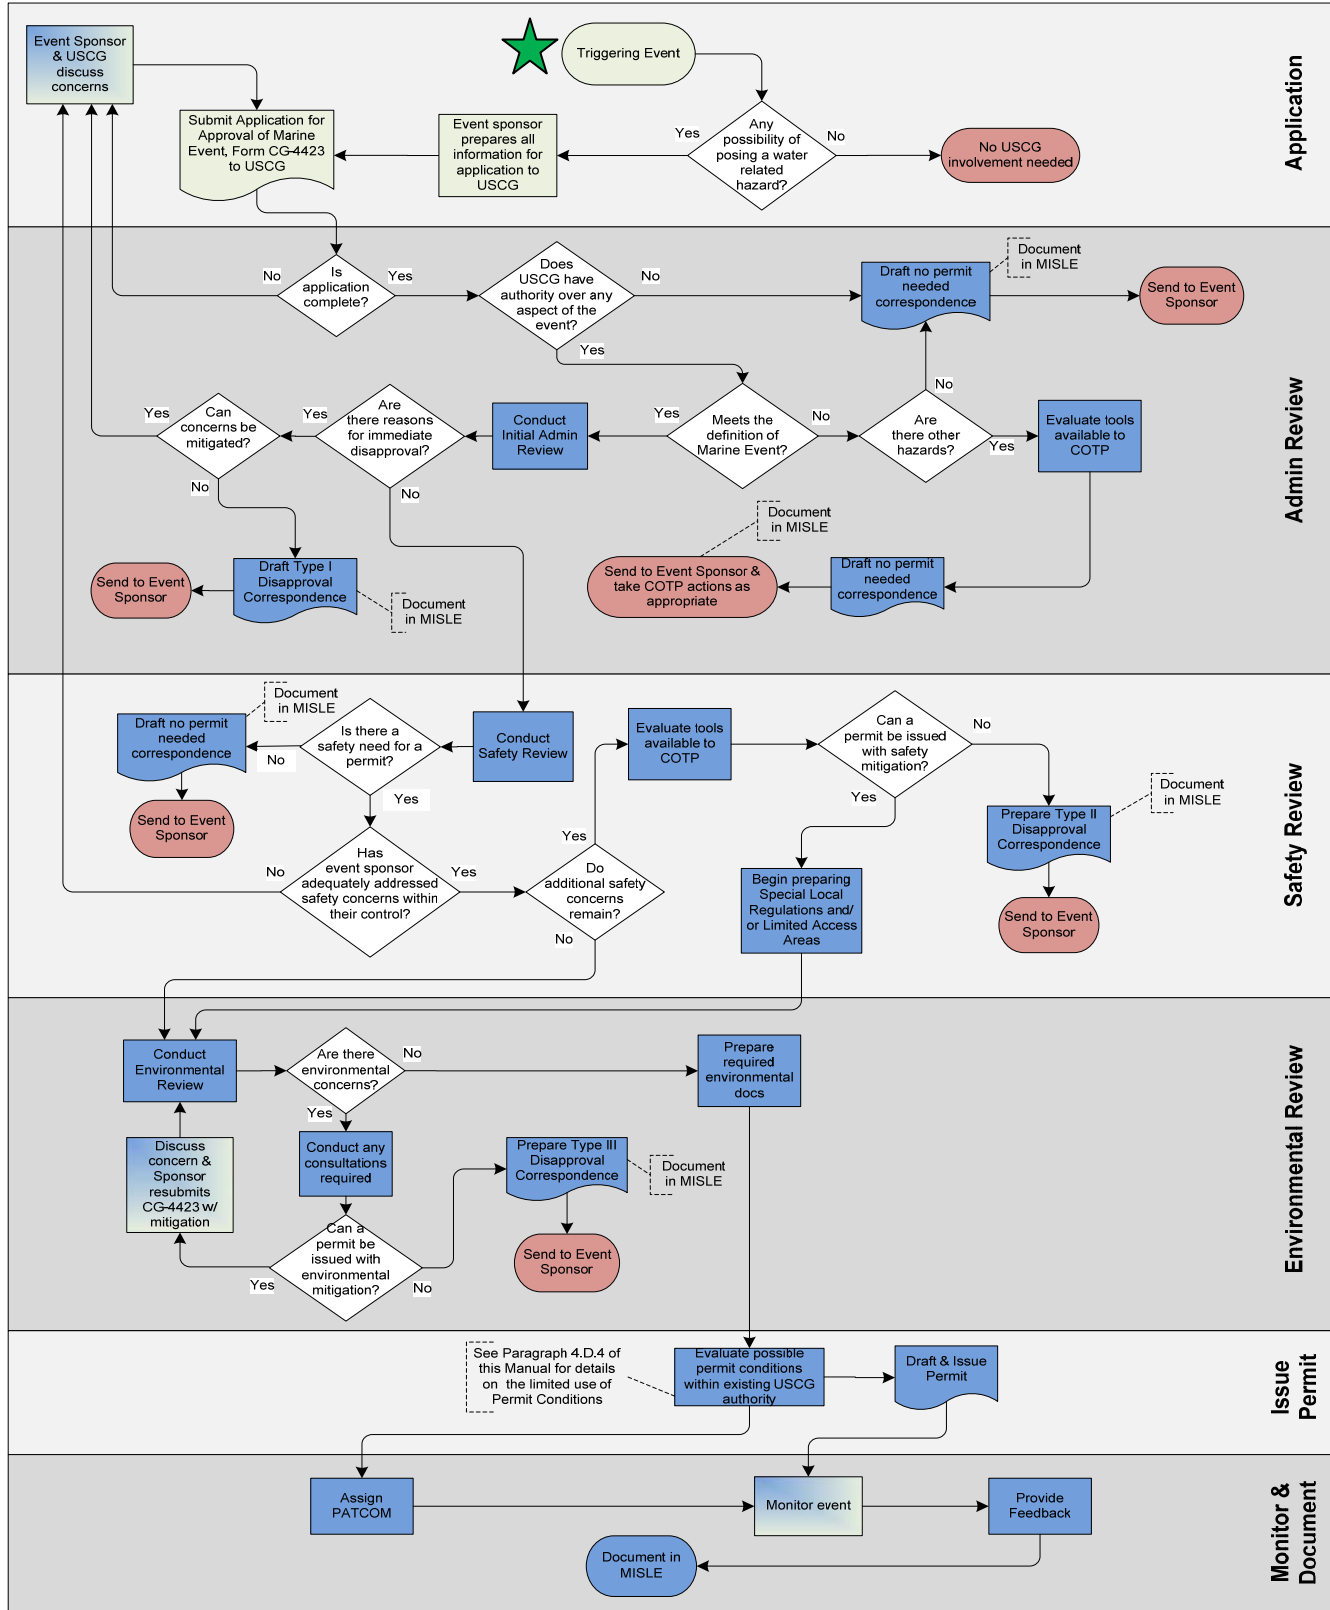 Event Sponsor
& USCG
discuss
concerns
Triggering Event
Submit Application for
Approval of Marine
Event, Form CG-4423
to USCG
Event sponsor
prepares all
information for
application to
USCG
Yes
Any
possibility of
posing a water
related
hazard?
No
No USCG
involvement needed
Application
No
Is
application
complete?
Yes
Does
USCG have
authority over any
aspect of the
event?
No
Yes
Draft no permit
needed
correspondence
Document
in MISLE
Send to Event
Sponsor
Yes
Can
concerns be
mitigated?
No
Yes
Are
there reasons
for immediate
disapproval?
No
Conduct
Initial Admin
Review
Yes
Meets the
definition of
Marine Event?
No
No
Are
there other
hazards?
Yes
Evaluate tools
available to
COTP
Send to Event
Sponsor
Draft Type I
Disapproval
Correspondence
Document
in MISLE
Document
in MISLE
Send to Event Sponsor &
take COTP actions as
appropriate
Draft no permit
needed
correspondence
Admin Review
Draft no permit
needed
correspondence
Document
in MISLE
No
Is there a
safety need for a
permit?
Yes
Conduct
Safety Review
Send to Event
Sponsor
No
Has
event sponsor
adequately addressed
safety concerns within
their control?
Yes
Yes
Do
additional safety
concerns
remain?
No
Evaluate tools
available to
COTP
Can a
permit be issued
with safety
mitigation?
No
Yes
Begin preparing
Special Local
Regulations and/
or Limited Access
Areas
Document
in MISLE
Prepare Type II
Disapproval
Correspondence
Send to Event
Sponsor
Safety Review
Conduct
Environmental
Review
Are there
environmental
concerns?
No
Yes
Prepare
required
environmental
docs
Discuss
concern &
Sponsor
resubmits
CG-4423 w/
mitigation
Conduct any
consultations
required
Prepare Type III
Disapproval
Correspondence
Document
in MISLE
Yes
Can a
permit be
issued with
environmental
mitigation?
No
Send to Event
Sponsor
Environmental Review
See Paragraph 4.D.4 of
this Manual for details
on the limited use of
Permit Conditions
Evaluate possible
permit conditions
within existing USCG
authority
Draft & Issue
Permit
Issue
Permit
Assign
PATCOM
Monitor event
Provide
Feedback
Document in
MISLE
Monitor &
Document